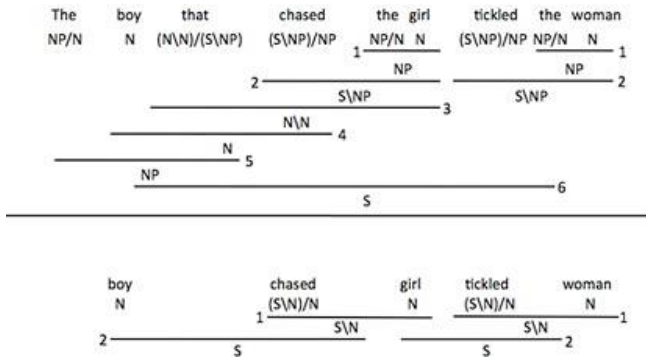 The boy that chased the girl tickled the woman
NP/N N (N\N)/(S\NP) (S\NP)/NP NP/N N (S\NP)/NP NP/N N
1 1
NP NP
2 2
S\NP S\NP
3
N\N
4
N
5
NP
6
S
boy chased girl tickled woman
N (S\N)/N N (S\N)/N N
1 1
S\N S\N
2 2
S S